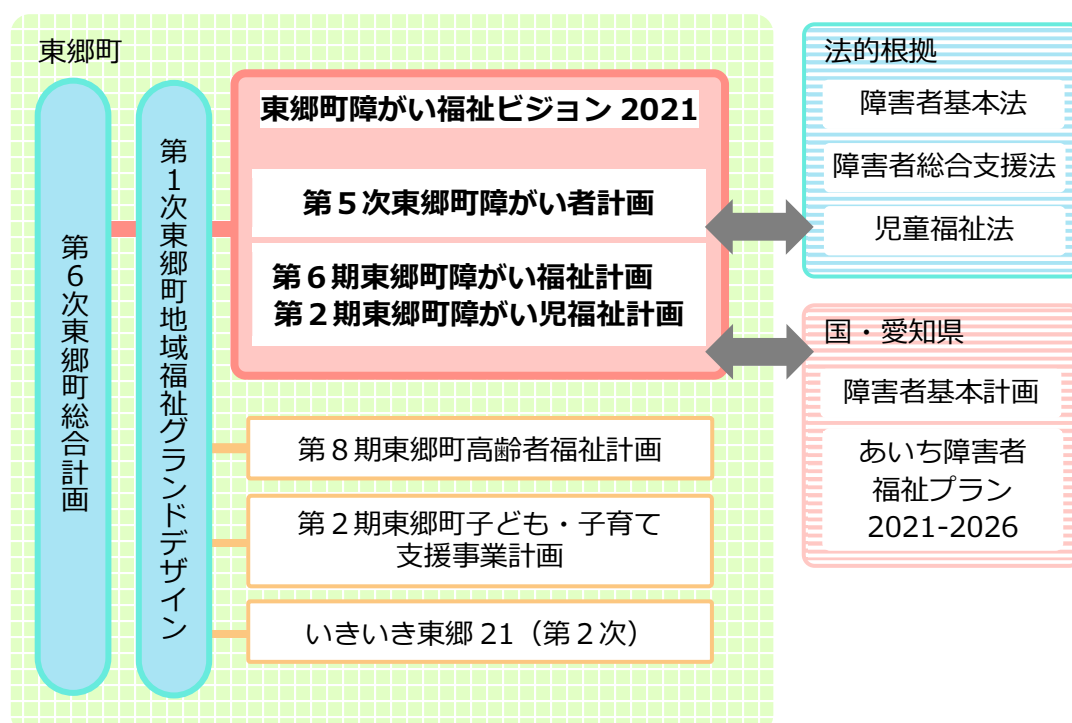 東郷町
第６次東郷町総合計画
第１次東郷町地域福祉グランドデザイン
東郷町障がい福祉ビジョン 2021
第５次東郷町障がい者計画
第６期東郷町障がい福祉計画
第２期東郷町障がい児福祉計画
第８期東郷町高齢者福祉計画
第２期東郷町子ども・子育て
支援事業計画
いきいき東郷 21（第２次）
法的根拠
障害者基本法
障害者総合支援法
児童福祉法
国・愛知県
障害者基本計画
あいち障害者
福祉プラン
2021-2026